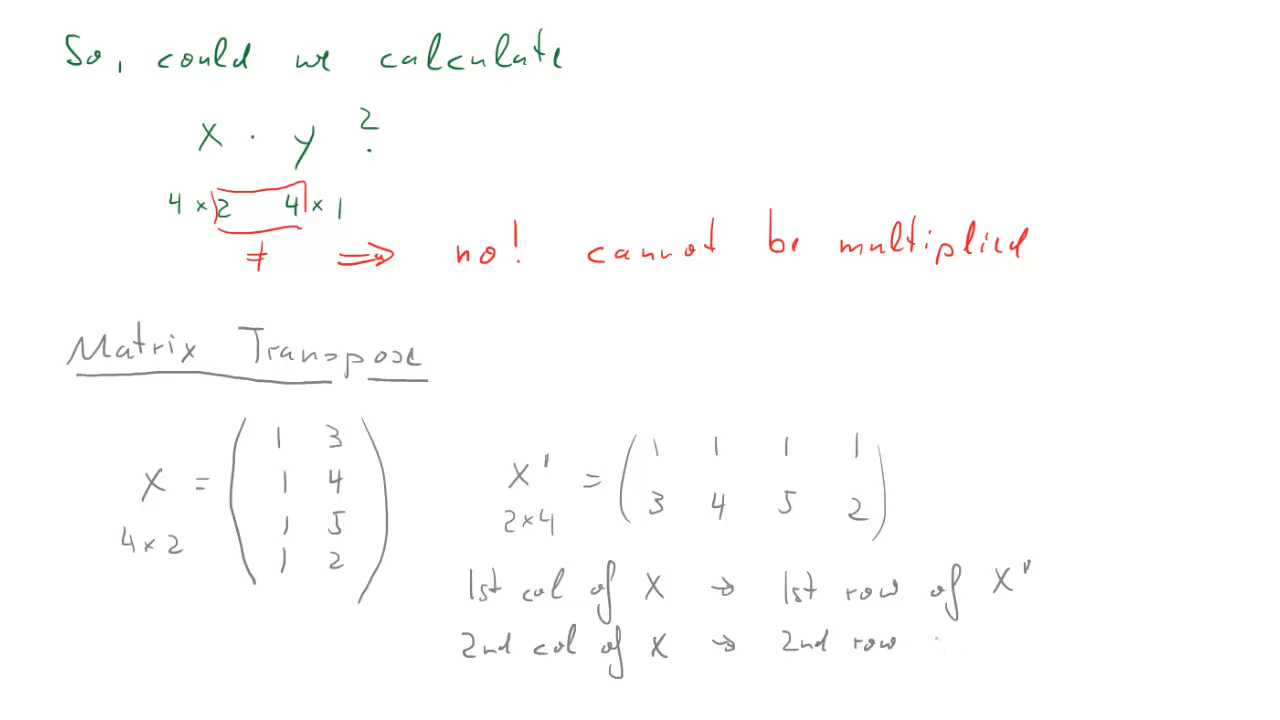 So, could we calculate
X · y ?
4 × 2 4 × 1
≠ ⇒ no! cannot be multiplied
Matrix Transpose
X = ( 1 3
1 4
1 5
1 2 )
4 × 2
X' = ( 1 1 1 1
3 4 5 2 )
2 × 4
1st col of X → 1st row of X'
2nd col of X → 2nd row